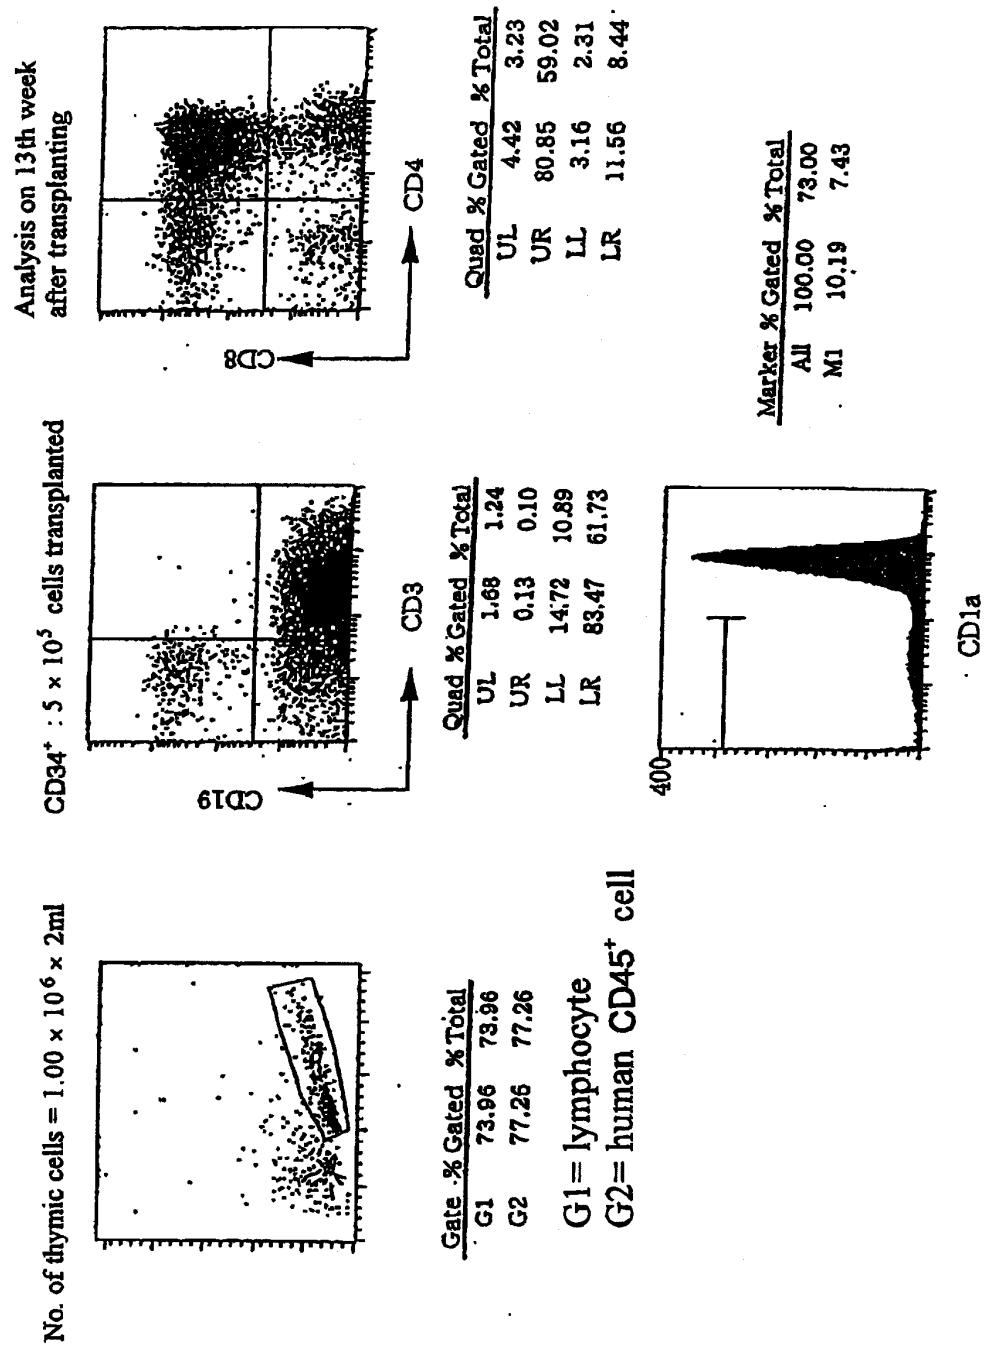 No. of thymic cells = 1.00 × 10⁶ × 2ml
CD34⁺ : 5 × 10⁵ cells transplanted
Analysis on 13th week
after transplanting
Gate % Gated % Total
G1 73.96 73.96
G2 77.26 77.26
G1= lymphocyte
G2= human CD45⁺ cell
CD19
CD3
Quad % Gated % Total
UL 1.68 1.24
UR 0.13 0.10
LL 14.72 10.89
LR 83.47 61.73
CD8
CD4
Quad % Gated % Total
UL 4.42 3.23
UR 80.85 59.02
LL 3.16 2.31
LR 11.56 8.44
400
CD1a
Marker % Gated % Total
All 100.00 73.00
M1 10.19 7.43